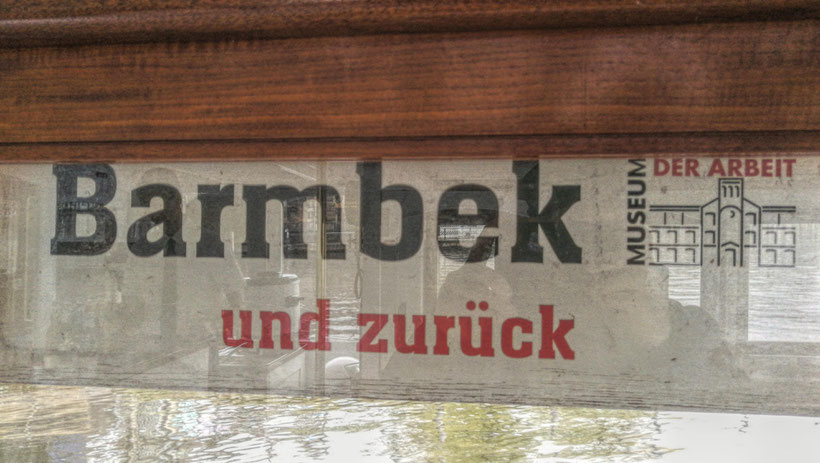 Barmbek
und zurück
MUSEUM
DER ARBEIT